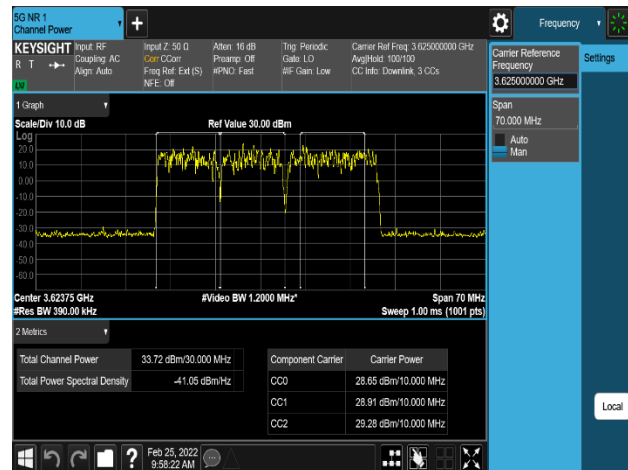 5G NR 1
Channel Power
Frequency
KEYSIGHT
R T
LXI
Input: RF
Coupling: AC
Align: Auto
Input Z: 50 Ω
Corr CCorr
Freq Ref: Ext (S)
NFE: Off
Atten: 16 dB
Preamp: Off
#PNO: Fast
Trig: Periodic
Gate: LO
#IF Gain: Low
Carrier Ref Freq: 3.625000000 GHz
Avg|Hold: 100/100
CC Info: Downlink, 3 CCs
Carrier Reference
Frequency
3.625000000 GHz
Settings
Span
70.000 MHz
Auto
Man
1 Graph
Scale/Div 10.0 dB
Ref Value 30.00 dBm
Log
20.0
10.0
0.00
-10.0
-20.0
-30.0
-40.0
-50.0
-60.0
Center 3.62375 GHz
#Video BW 1.2000 MHz*
Span 70 MHz
#Res BW 390.00 kHz
Sweep 1.00 ms (1001 pts)
2 Metrics
Total Channel Power 33.72 dBm/30.000 MHz
Total Power Spectral Density -41.05 dBm/Hz
Component Carrier Carrier Power
CC0 28.65 dBm/10.000 MHz
CC1 28.91 dBm/10.000 MHz
CC2 29.28 dBm/10.000 MHz
Local
?
Feb 25, 2022
9:58:22 AM